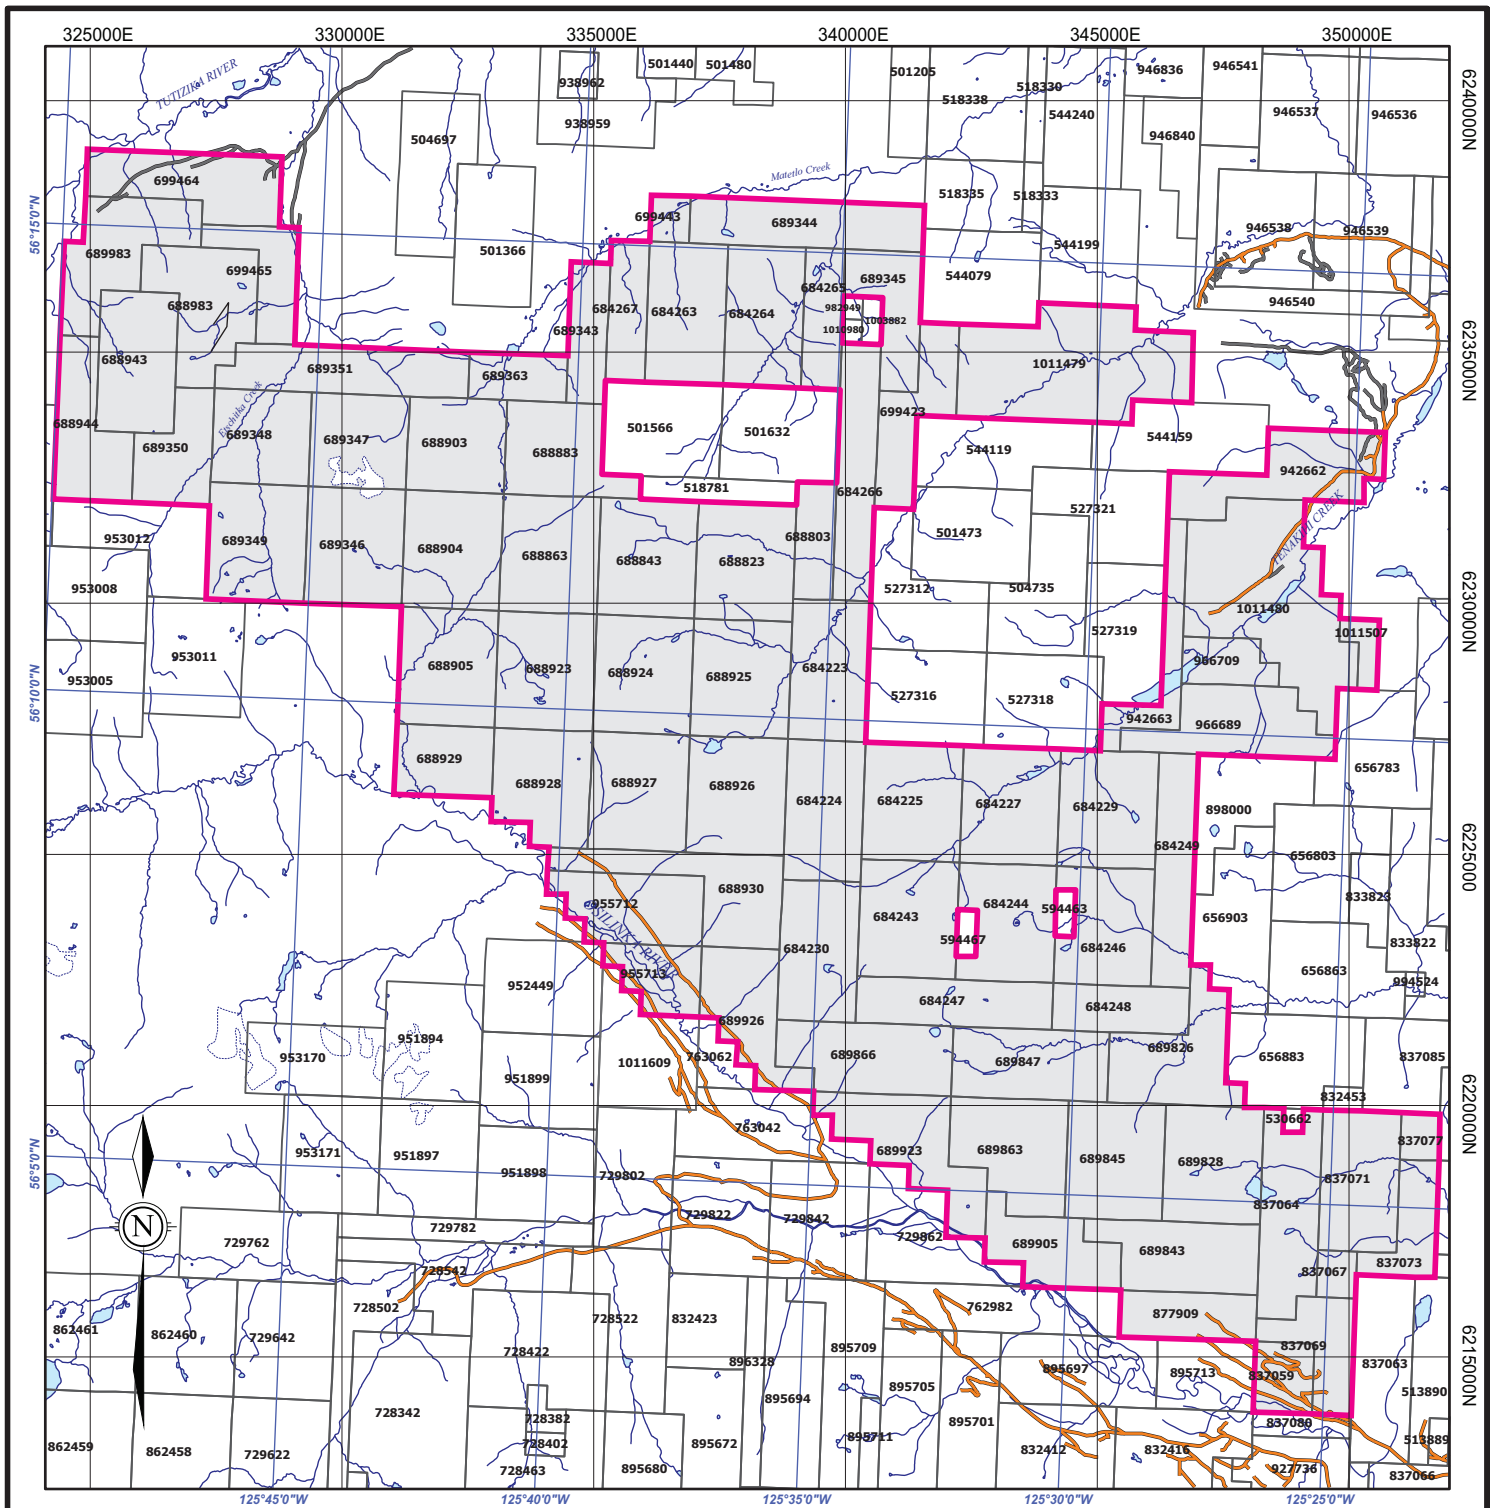 325000E 330000E 335000E 340000E 345000E 350000E
TUTIZIKA RIVER
938962 501440 501480 501205 518338 518330 946836 946541
6240000N
504697 938959 544240 946840 946537 946536
699464 Matetlo Creek
56°15'0"N
699443 689344 518335 518333
689983 699465 501366 544199 946538 946539
688983 684267 684263 684264 684265 689345 544079 946540
982949 1003882
1010980
689343
6235000N
688943 689351 689363 1011479
Etschitka Creek
688944 689350 689348 689347 688903 688883 501566 501632 699423 544119 544159
942662
518781 684266
953012 689349 689346 688904 688863 688843 688823 688803 501473 527321
TENAKIHI CREEK
953008 527312 504735 1011480
6230000N
953011 527319 1011507
953005 688905 688923 688924 688925 684223 527316 527318 966709
56°10'0"N
942663 966689
688929 688928 688927 688926 684224 684225 684227 684229 656783
898000
684249 656803
6225000
955712 688930 684243 684244 594463 656903 833823
OSILINKA RIVER
594467 684230 684246 833822
952449 955713 656863 994524
684247 684248
689926
953170 951894 1011609 763062 689866 689847 689826 656883 837085
951899
832453
6220000N
530662
763042 837077
953171 951897 951898 729802 689923 689863 689845 689828 837071
56°5'0"N
837064
729782 729822 729842 729862
729762 689905 689843 837073
728542 837067
728502 762982 877909
862461 862460 729642 728522 832423
728422 896328 895709 837069
6215000N
895697 895713 837059 837063
895694 895705 513890
728342 728382 895701 837080
862459 862458 729622 728402 895672 895711 832412 832416 513889
728463 895680 927736 837066
N
125°45'0"W 125°40'0"W 125°35'0"W 125°30'0"W 125°25'0"W